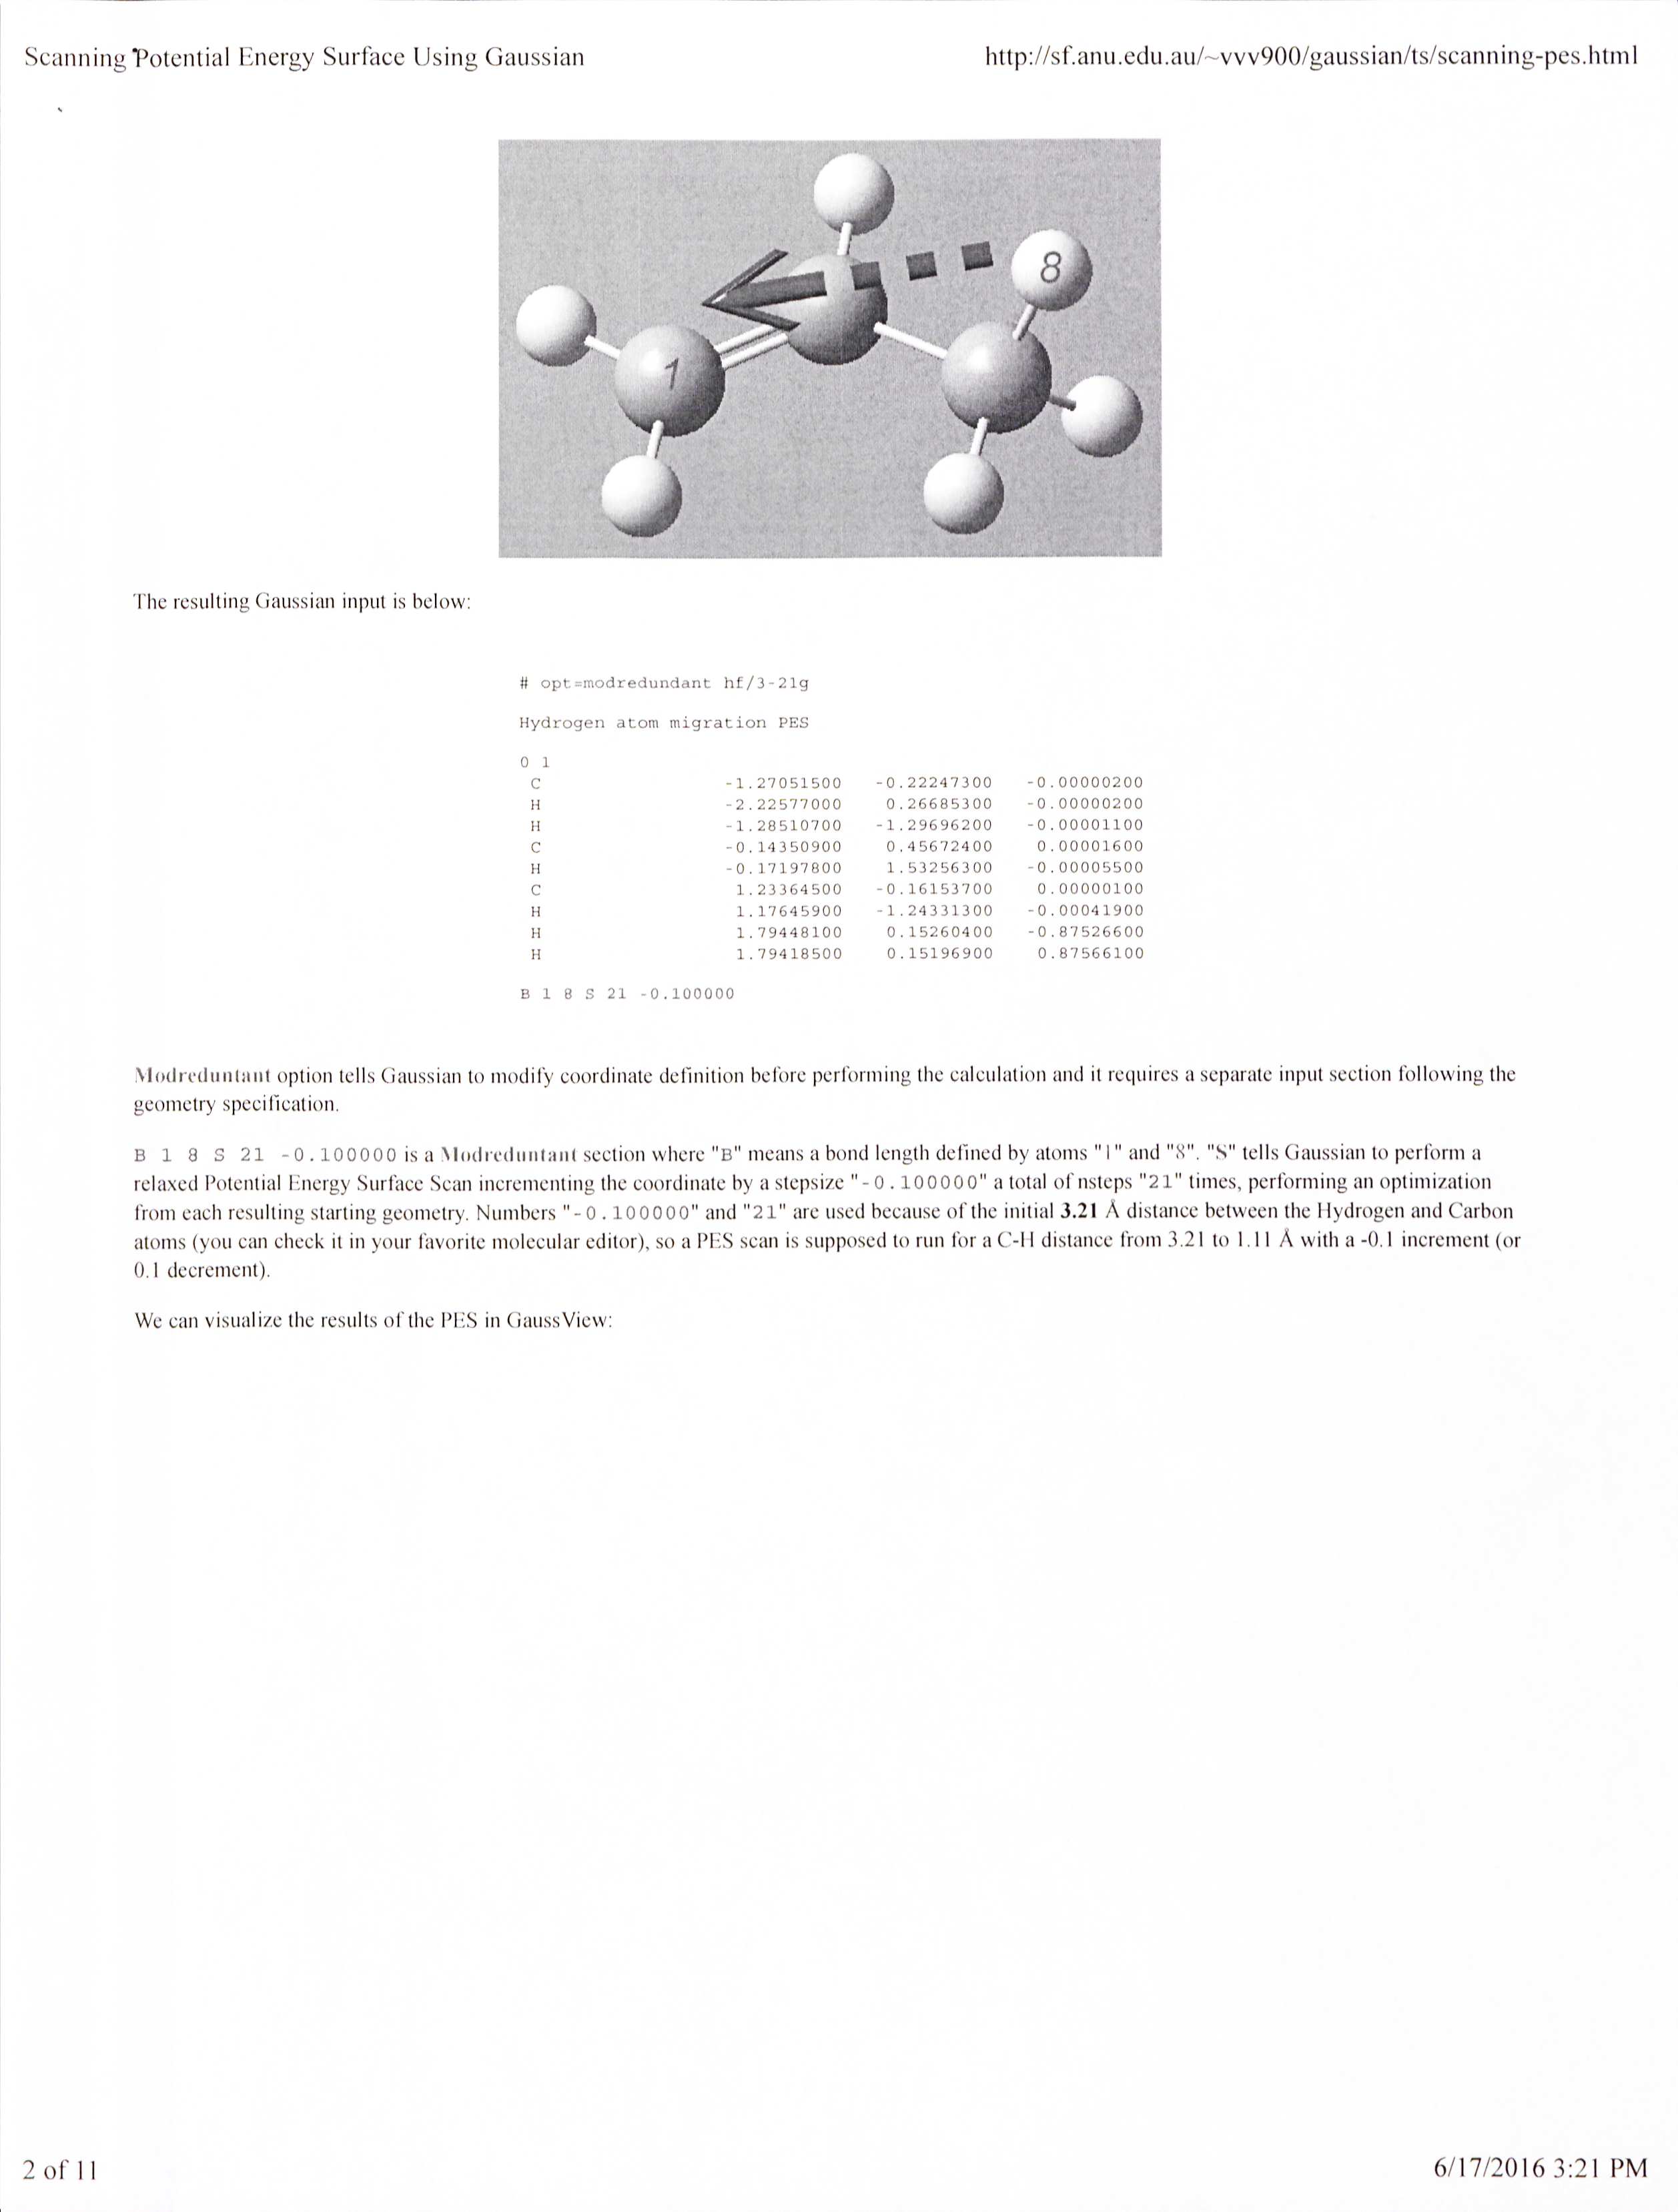 Scanning Potential Energy Surface Using Gaussian http://sf.anu.edu.au/~vvv900/gaussian/ts/scanning-pes.html
8
1
The resulting Gaussian input is below:
# opt=modredundant hf/3-21g
Hydrogen atom migration PES
0 1
C -1.27051500 -0.22247300 -0.00000200
H -2.22577000 0.26685300 -0.00000200
H -1.28510700 -1.29696200 -0.00001100
C -0.14350900 0.45672400 0.00001600
H -0.17197800 1.53256300 -0.00005500
C 1.23364500 -0.16153700 0.00000100
H 1.17645900 -1.24331300 -0.00041900
H 1.79448100 0.15260400 -0.87526600
H 1.79418500 0.15196900 0.87566100
B 1 8 S 21 -0.100000
Modreduntant option tells Gaussian to modify coordinate definition before performing the calculation and it requires a separate input section following the
geometry specification.
B 1 8 S 21 -0.100000 is a Modreduntant section where "B" means a bond length defined by atoms "1" and "8". "S" tells Gaussian to perform a
relaxed Potential Energy Surface Scan incrementing the coordinate by a stepsize "-0.100000" a total of nsteps "21" times, performing an optimization
from each resulting starting geometry. Numbers "-0.100000" and "21" are used because of the initial 3.21 Å distance between the Hydrogen and Carbon
atoms (you can check it in your favorite molecular editor), so a PES scan is supposed to run for a C-H distance from 3.21 to 1.11 Å with a -0.1 increment (or
0.1 decrement).
We can visualize the results of the PES in GaussView:
2 of 11 6/17/2016 3:21 PM